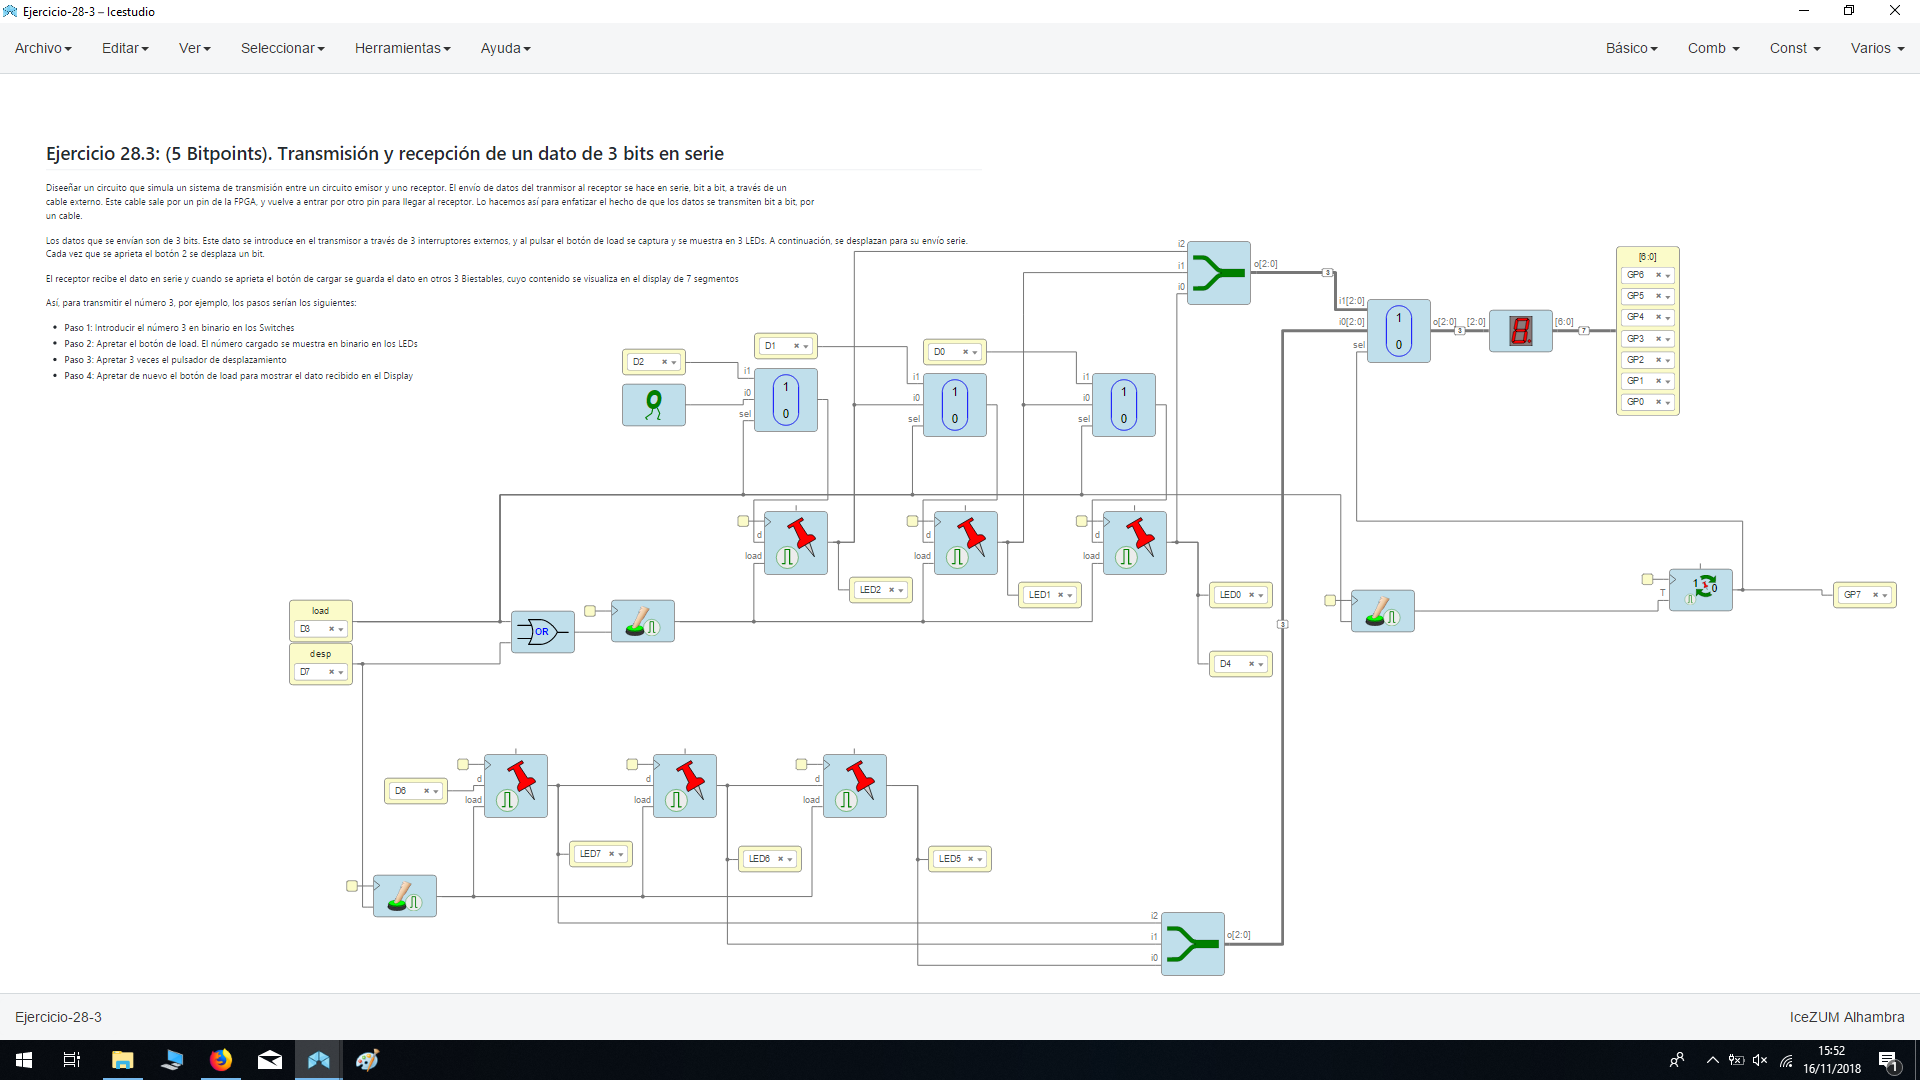 Ejercicio-28-3 – Icestudio
Archivo Editar Ver Seleccionar Herramientas Ayuda Básico Comb Const Varios
Ejercicio 28.3: (5 Bitpoints). Transmisión y recepción de un dato de 3 bits en serie
Diseeñar un circuito que simula un sistema de transmisión entre un circuito emisor y uno receptor. El envío de datos del tranmisor al receptor se hace en serie, bit a bit, a través de un
cable externo. Este cable sale por un pin de la FPGA, y vuelve a entrar por otro pin para llegar al receptor. Lo hacemos así para enfatizar el hecho de que los datos se transmiten bit a bit, por
un cable.
Los datos que se envían son de 3 bits. Este dato se introduce en el transmisor a través de 3 interruptores externos, y al pulsar el botón de load se captura y se muestra en 3 LEDs. A continuación, se desplazan para su envío serie.
Cada vez que se aprieta el botón 2 se desplaza un bit.
El receptor recibe el dato en serie y cuando se aprieta el botón de cargar se guarda el dato en otros 3 Biestables, cuyo contenido se visualiza en el display de 7 segmentos
Así, para transmitir el número 3, por ejemplo, los pasos serían los siguientes:
• Paso 1: Introducir el número 3 en binario en los Switches
• Paso 2: Apretar el botón de load. El número cargado se muestra en binario en los LEDs
• Paso 3: Apretar 3 veces el pulsador de desplazamiento
• Paso 4: Apretar de nuevo el botón de load para mostrar el dato recibido en el Display
i2
i1
i0
o[2:0]
3
i1[2:0]
i0[2:0]
sel
1
0
o[2:0]
3
[2:0]
[6:0]
7
[6:0]
GP6
GP5
GP4
GP3
GP2
GP1
GP0
D2
D1
D0
0
i1
i0
sel
1
0
i1
i0
sel
1
0
i1
i0
sel
1
0
d
load
d
load
d
load
LED2
LED1
LED0
D4
3
load
D3
desp
D7
OR
T
1
0
GP7
D6
d
load
d
load
d
load
LED7
LED6
LED5
i2
i1
i0
o[2:0]
Ejercicio-28-3
IceZUM Alhambra
15:52
16/11/2018
1